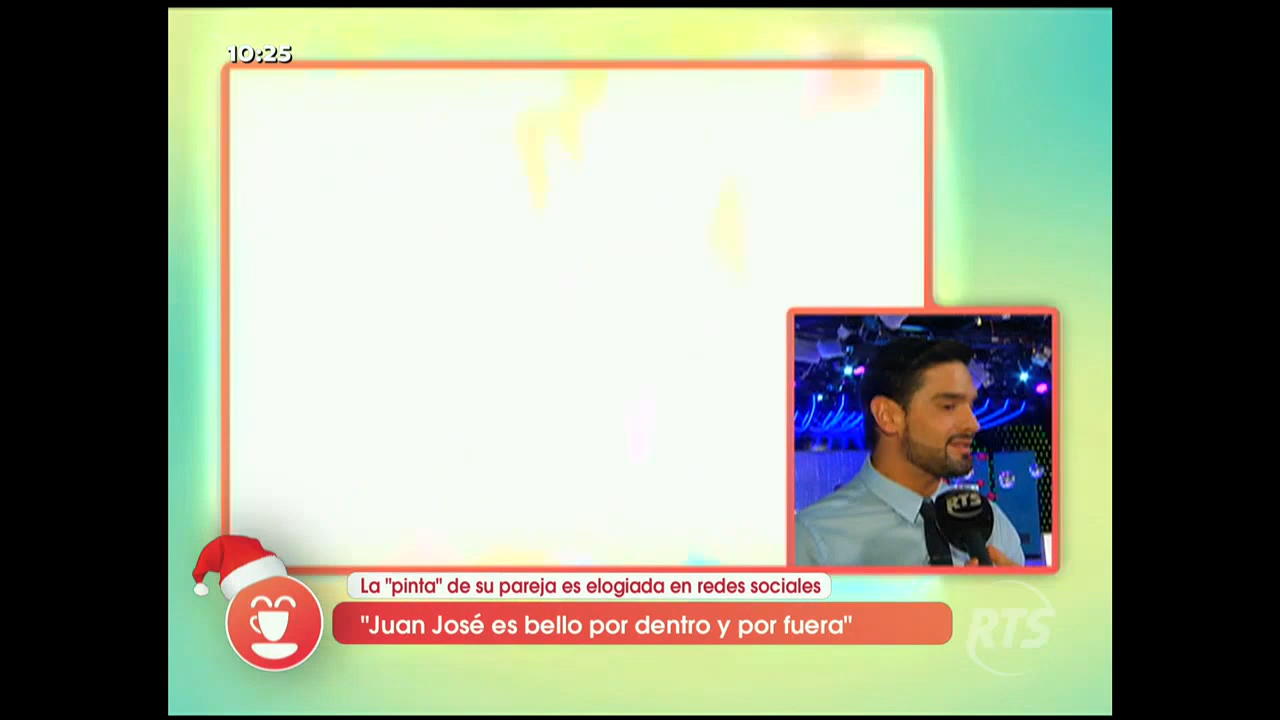 10:25
RTS
La "pinta" de su pareja es elogiada en redes sociales
"Juan José es bello por dentro y por fuera"
RTS